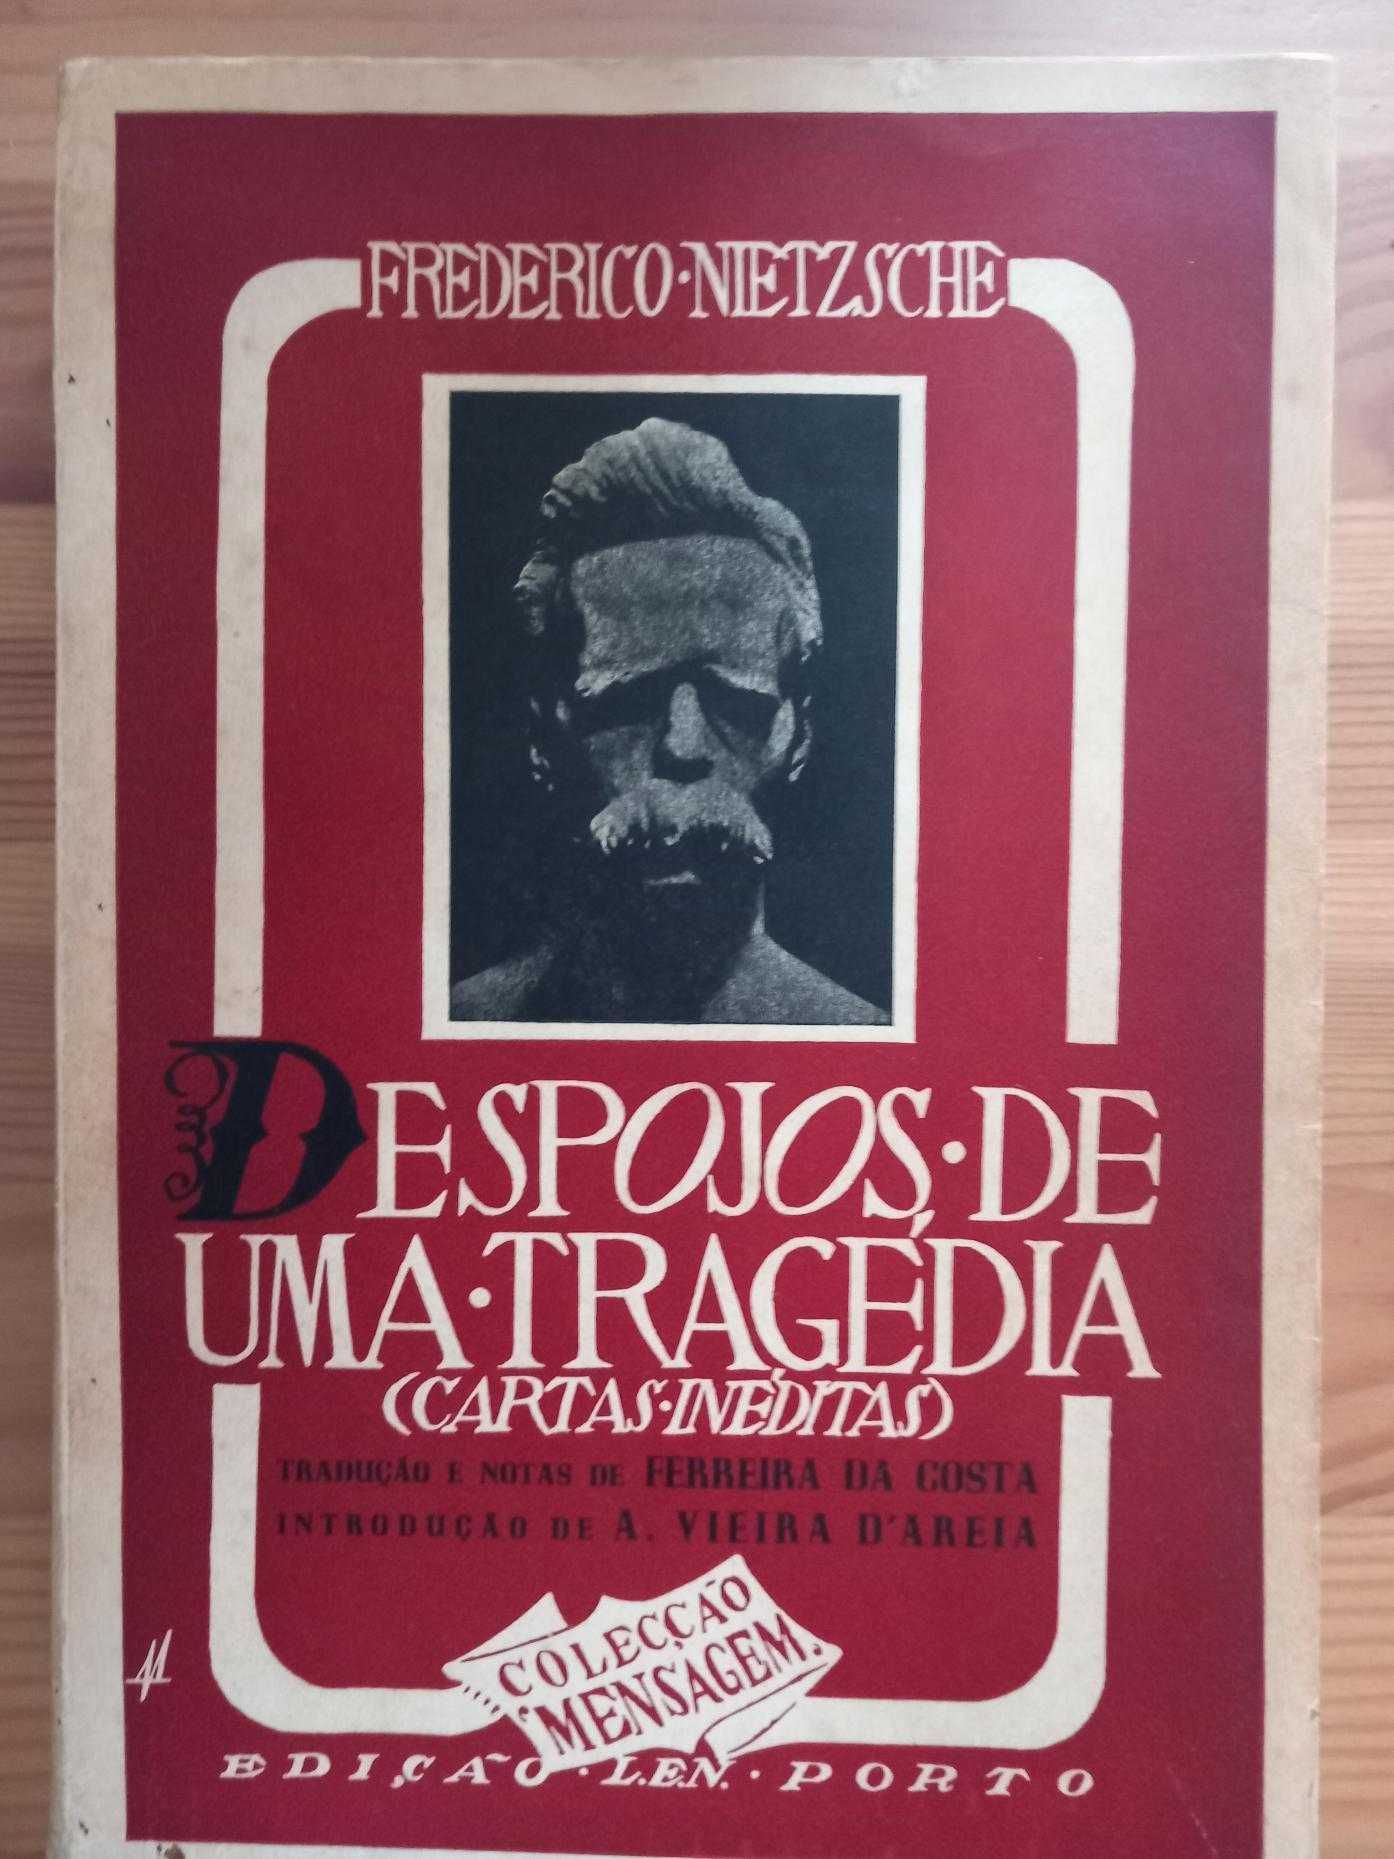 FREDERICO·NIETZSCHE
DESPOJOS·DE
UMA·TRAGÉDIA
(CARTAS·INÉDITAS)
TRADUÇÃO E NOTAS DE FERREIRA DA COSTA
INTRODUÇÃO DE A. VIEIRA D'AREIA
COLECÇÃO
MENSAGEM
EDIÇÃO·L.E.N.·PORTO